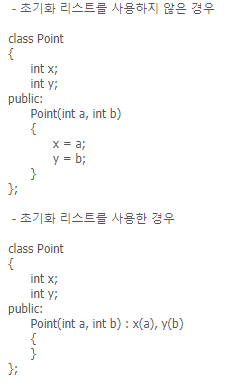 - 초기화 리스트를 사용하지 않은 경우
class Point
{
int x;
int y;
public:
Point(int a, int b)
{
x = a;
y = b;
}
};
- 초기화 리스트를 사용한 경우
class Point
{
int x;
int y;
public:
Point(int a, int b) : x(a), y(b)
{
}
};